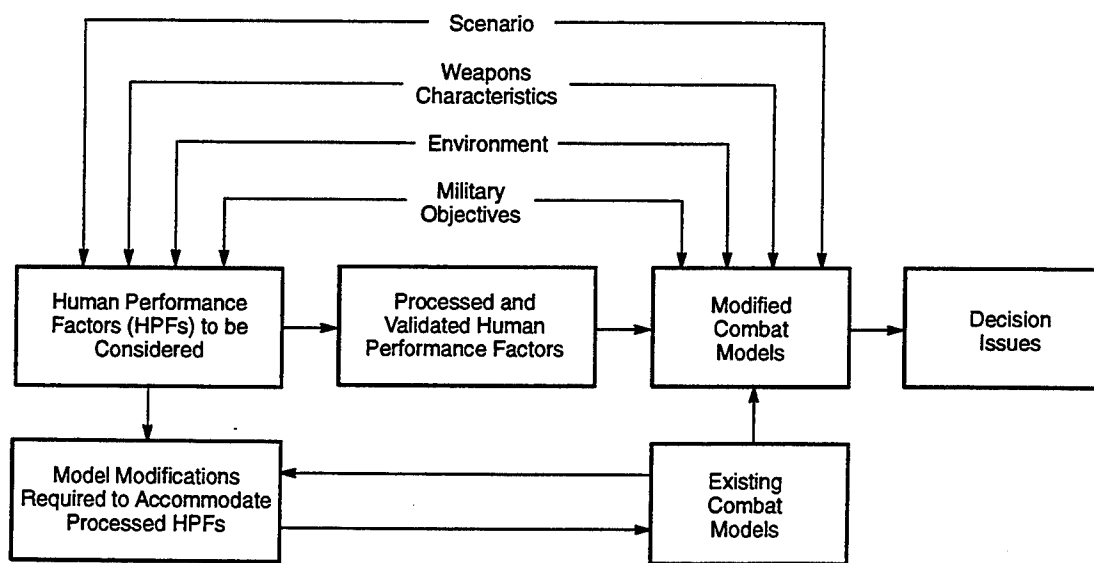 Scenario
Weapons
Characteristics
Environment
Military
Objectives
Human Performance
Factors (HPFs) to be
Considered
Processed and
Validated Human
Performance Factors
Modified
Combat
Models
Decision
Issues
Model Modifications
Required to Accommodate
Processed HPFs
Existing
Combat
Models